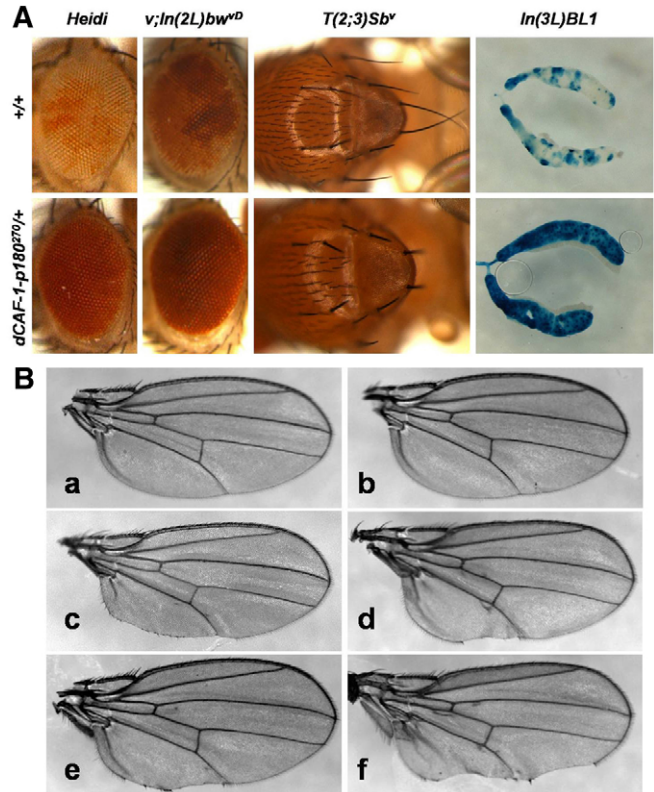 A
Heidi
v;In(2L)bw^vD
T(2;3)Sb^v
In(3L)BL1
+/+
dCAF-1-p180^270/+
B
a
b
c
d
e
f